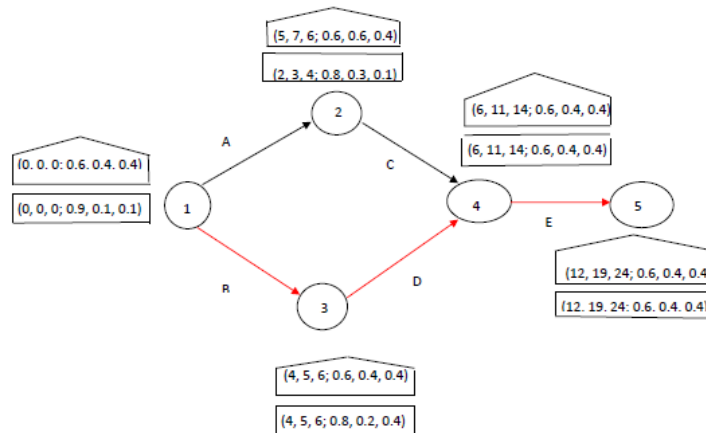 (5, 7, 6; 0.6, 0.6, 0.4)
(2, 3, 4; 0.8, 0.3, 0.1)
2
(6, 11, 14; 0.6, 0.4, 0.4)
(6, 11, 14; 0.6, 0.4, 0.4)
A
C
(0. 0. 0: 0.6. 0.4. 0.4)
(0, 0, 0; 0.9, 0.1, 0.1)
1
4
E
5
B
D
3
(12, 19, 24; 0.6, 0.4, 0.4
(12. 19. 24: 0.6. 0.4. 0.4)
(4, 5, 6; 0.6, 0.4, 0.4)
(4, 5, 6; 0.8, 0.2, 0.4)